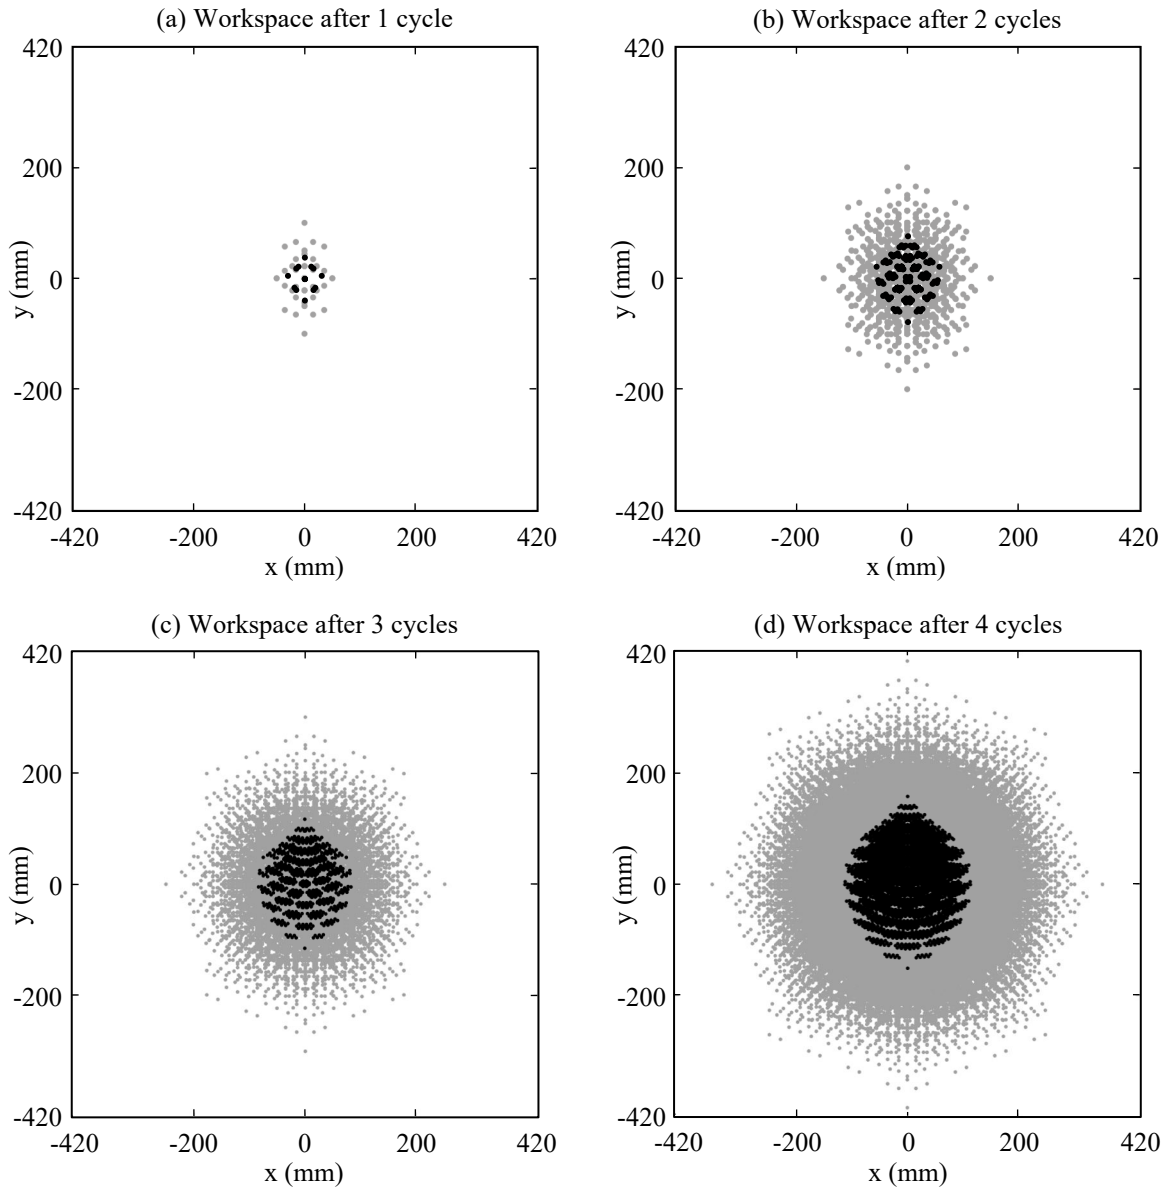 (a) Workspace after 1 cycle
420
200
0
-200
-420
y (mm)
-420 -200 0 200 420
x (mm)
(b) Workspace after 2 cycles
420
200
0
-200
-420
y (mm)
-420 -200 0 200 420
x (mm)
(c) Workspace after 3 cycles
420
200
0
-200
-420
y (mm)
-420 -200 0 200 420
x (mm)
(d) Workspace after 4 cycles
420
200
0
-200
-420
y (mm)
-420 -200 0 200 420
x (mm)